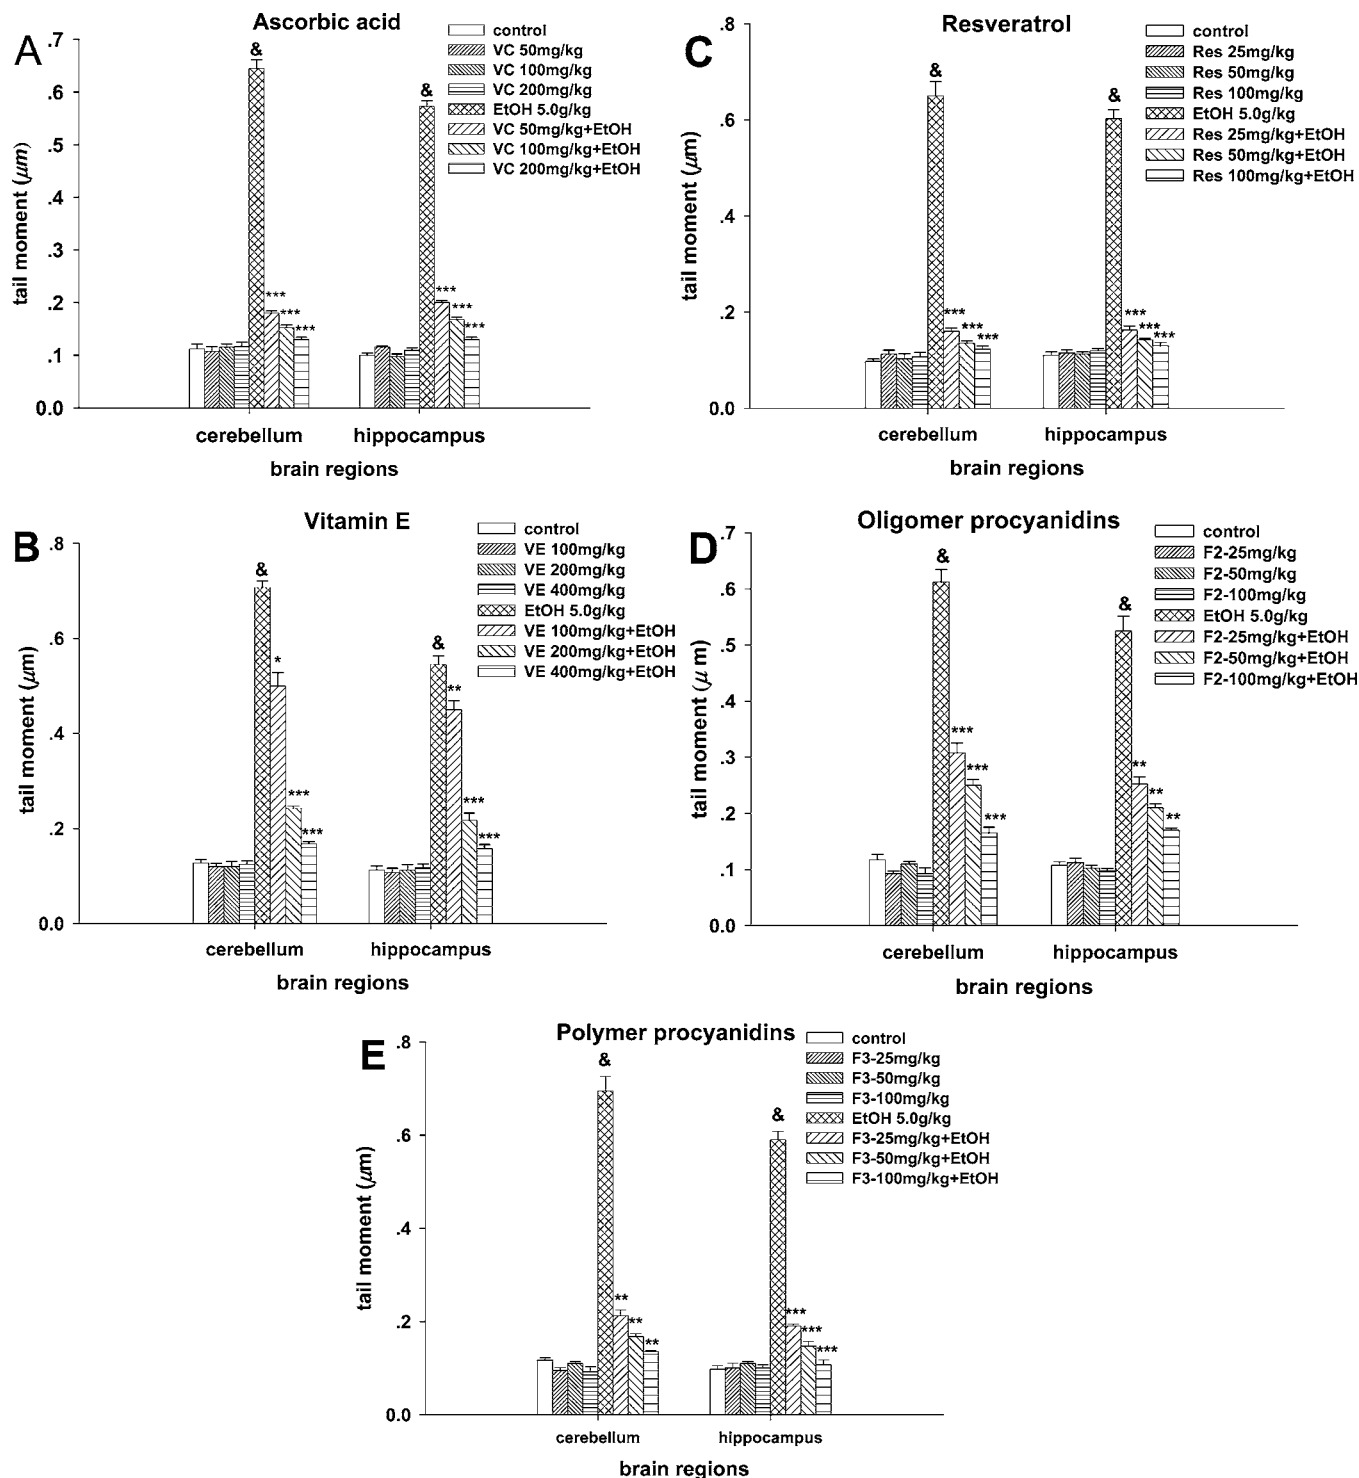 A
Ascorbic acid
.7
.6
.5
.4
.3
.2
.1
0.0
tail moment (μm)
&
***
***
***
&
***
***
***
control
VC 50mg/kg
VC 100mg/kg
VC 200mg/kg
EtOH 5.0g/kg
VC 50mg/kg+EtOH
VC 100mg/kg+EtOH
VC 200mg/kg+EtOH
cerebellum hippocampus
brain regions
C
Resveratrol
.8
.6
.4
.2
0.0
tail moment (μm)
&
***
***
***
&
***
***
***
control
Res 25mg/kg
Res 50mg/kg
Res 100mg/kg
EtOH 5.0g/kg
Res 25mg/kg+EtOH
Res 50mg/kg+EtOH
Res 100mg/kg+EtOH
cerebellum hippocampus
brain regions
B
Vitamin E
.8
.6
.4
.2
0.0
tail moment (μm)
&
*
***
***
&
**
***
***
control
VE 100mg/kg
VE 200mg/kg
VE 400mg/kg
EtOH 5.0g/kg
VE 100mg/kg+EtOH
VE 200mg/kg+EtOH
VE 400mg/kg+EtOH
cerebellum hippocampus
brain regions
D
Oligomer procyanidins
.7
.6
.5
.4
.3
.2
.1
0.0
tail moment (μ m)
&
***
***
***
&
**
**
**
control
F2-25mg/kg
F2-50mg/kg
F2-100mg/kg
EtOH 5.0g/kg
F2-25mg/kg+EtOH
F2-50mg/kg+EtOH
F2-100mg/kg+EtOH
cerebellum hippocampus
brain regions
E
Polymer procyanidins
.8
.6
.4
.2
0.0
tail moment (μm)
&
**
**
**
&
***
***
***
control
F3-25mg/kg
F3-50mg/kg
F3-100mg/kg
EtOH 5.0g/kg
F3-25mg/kg+EtOH
F3-50mg/kg+EtOH
F3-100mg/kg+EtOH
cerebellum hippocampus
brain regions